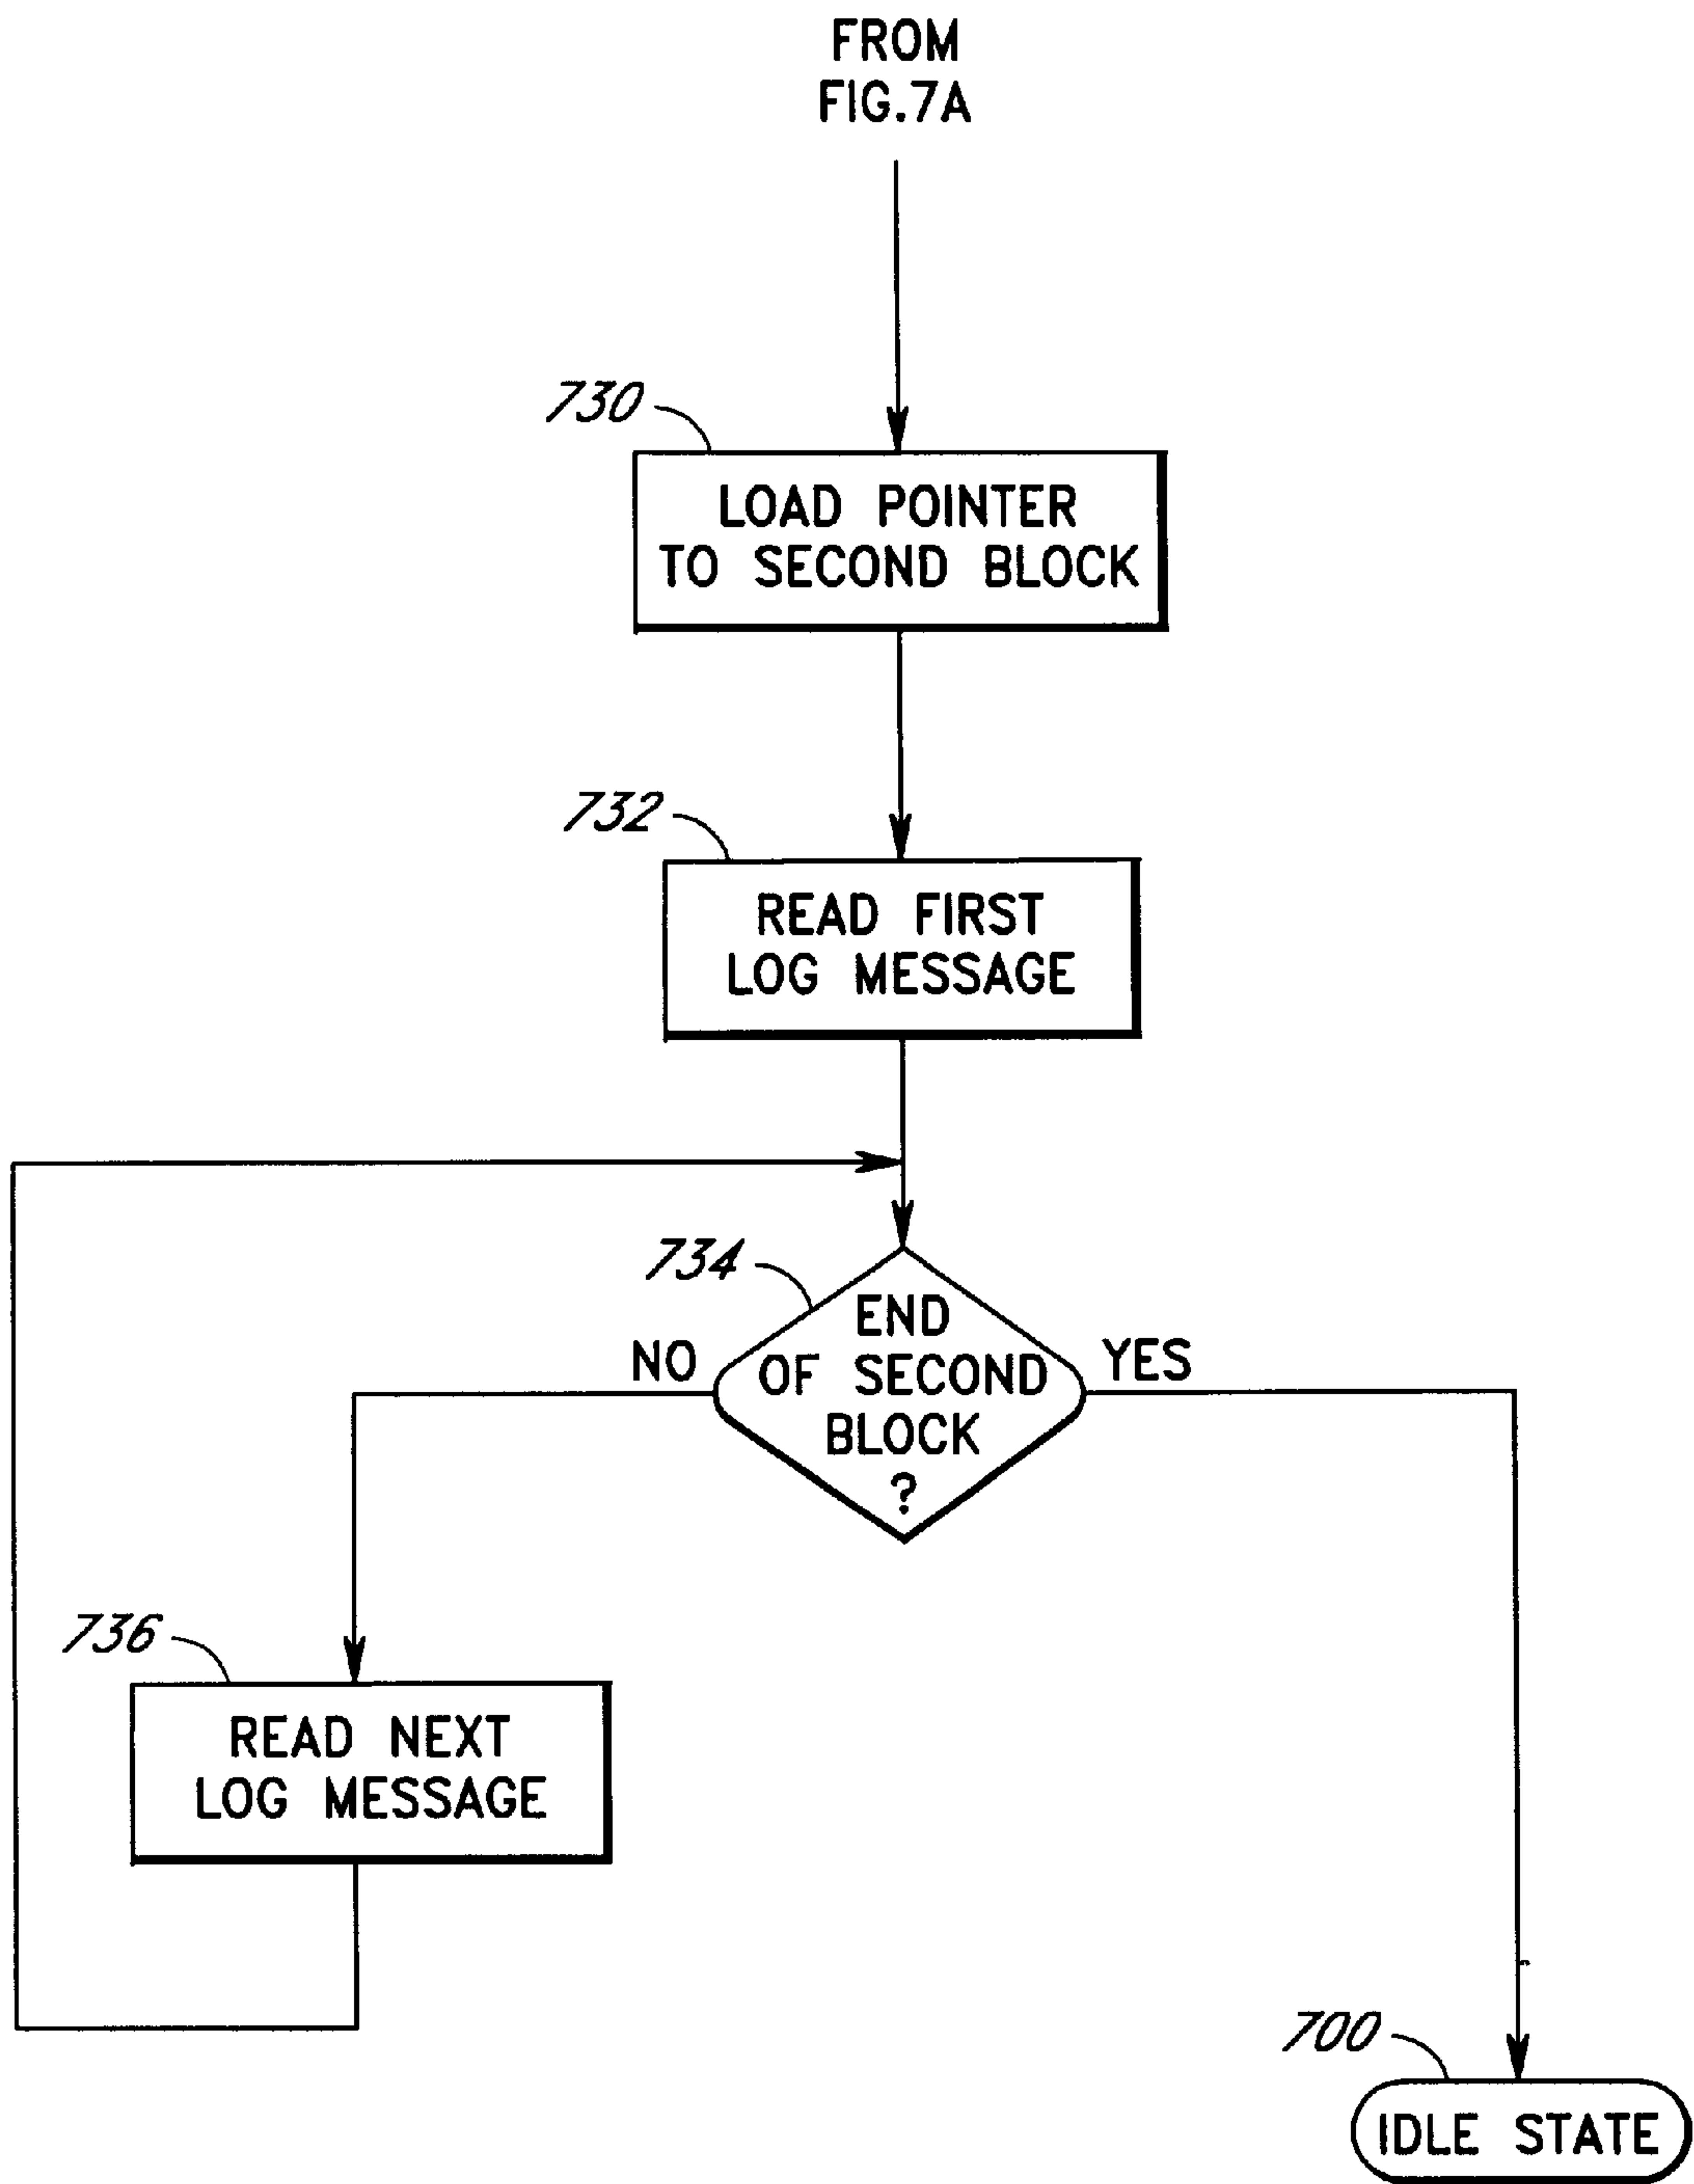 FROM
FIG.7A
730
LOAD POINTER
TO SECOND BLOCK
732
READ FIRST
LOG MESSAGE
734
END
OF SECOND
BLOCK
?
NO
YES
736
READ NEXT
LOG MESSAGE
700
IDLE STATE